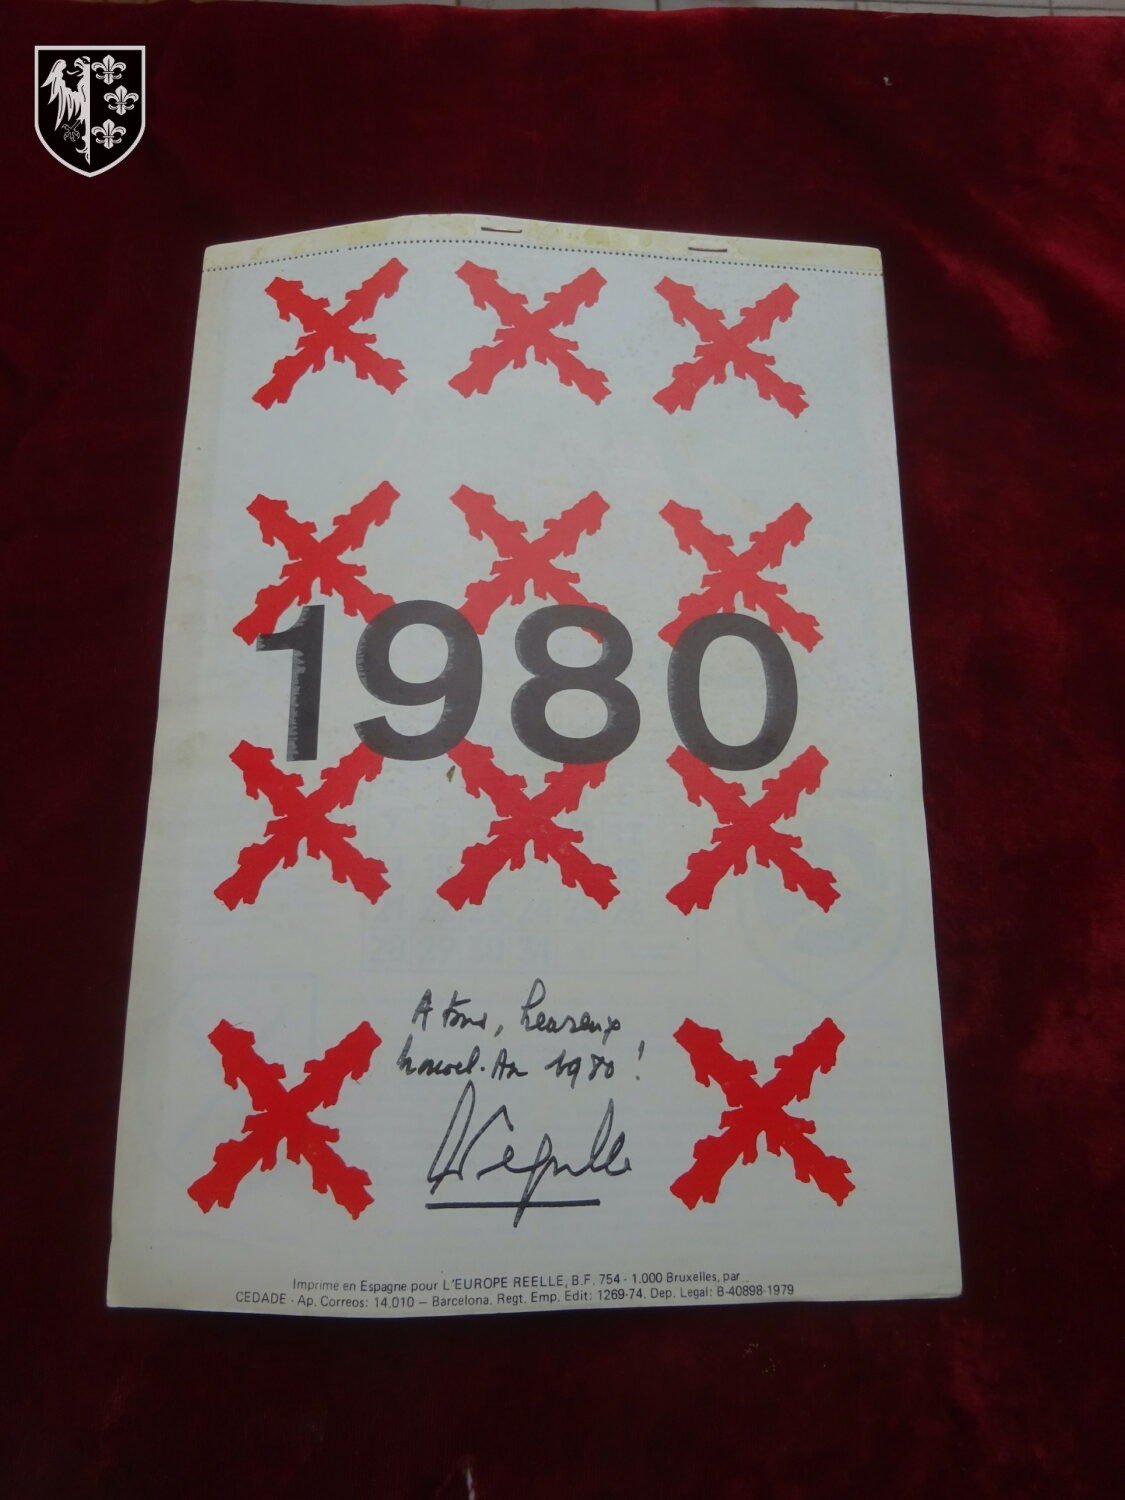 1980
A tous, heureux
nouvel-An 1980 !
Imprimé en Espagne pour L'EUROPE REELLE, B.F. 754 - 1.000 Bruxelles, par
CEDADE - Ap. Correos: 14.010 — Barcelona. Regt. Emp. Edit: 1269-74. Dep. Legal: B-40898-1979